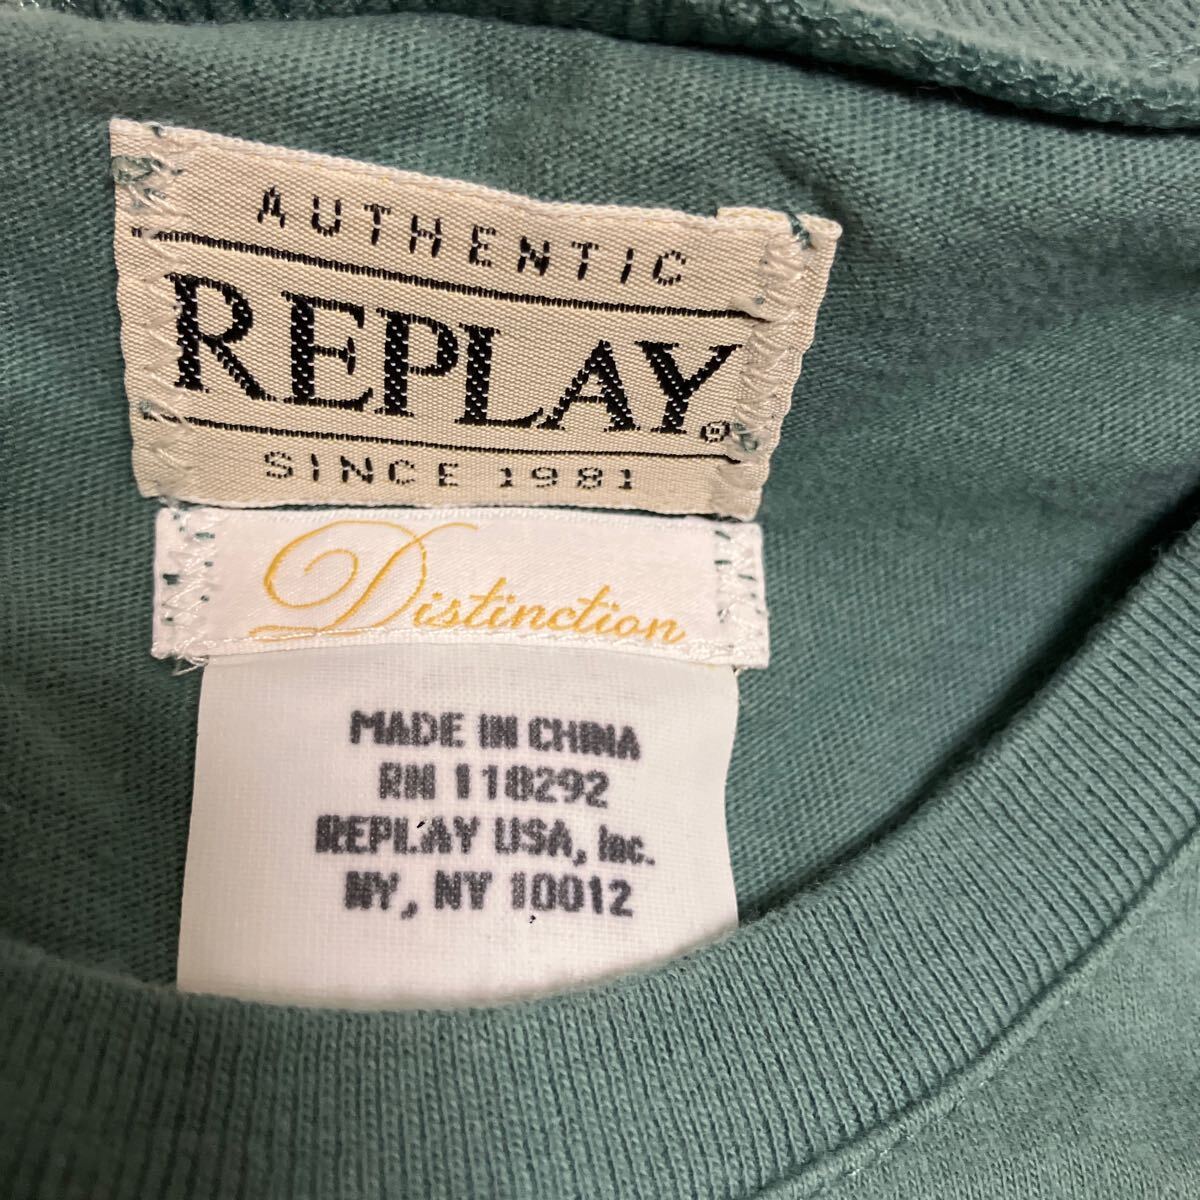 AUTHENTIC
REPLAY®
SINCE 1981
Distinction
MADE IN CHINA
RN 118292
REPLAY USA, Inc.
NY, NY 10012